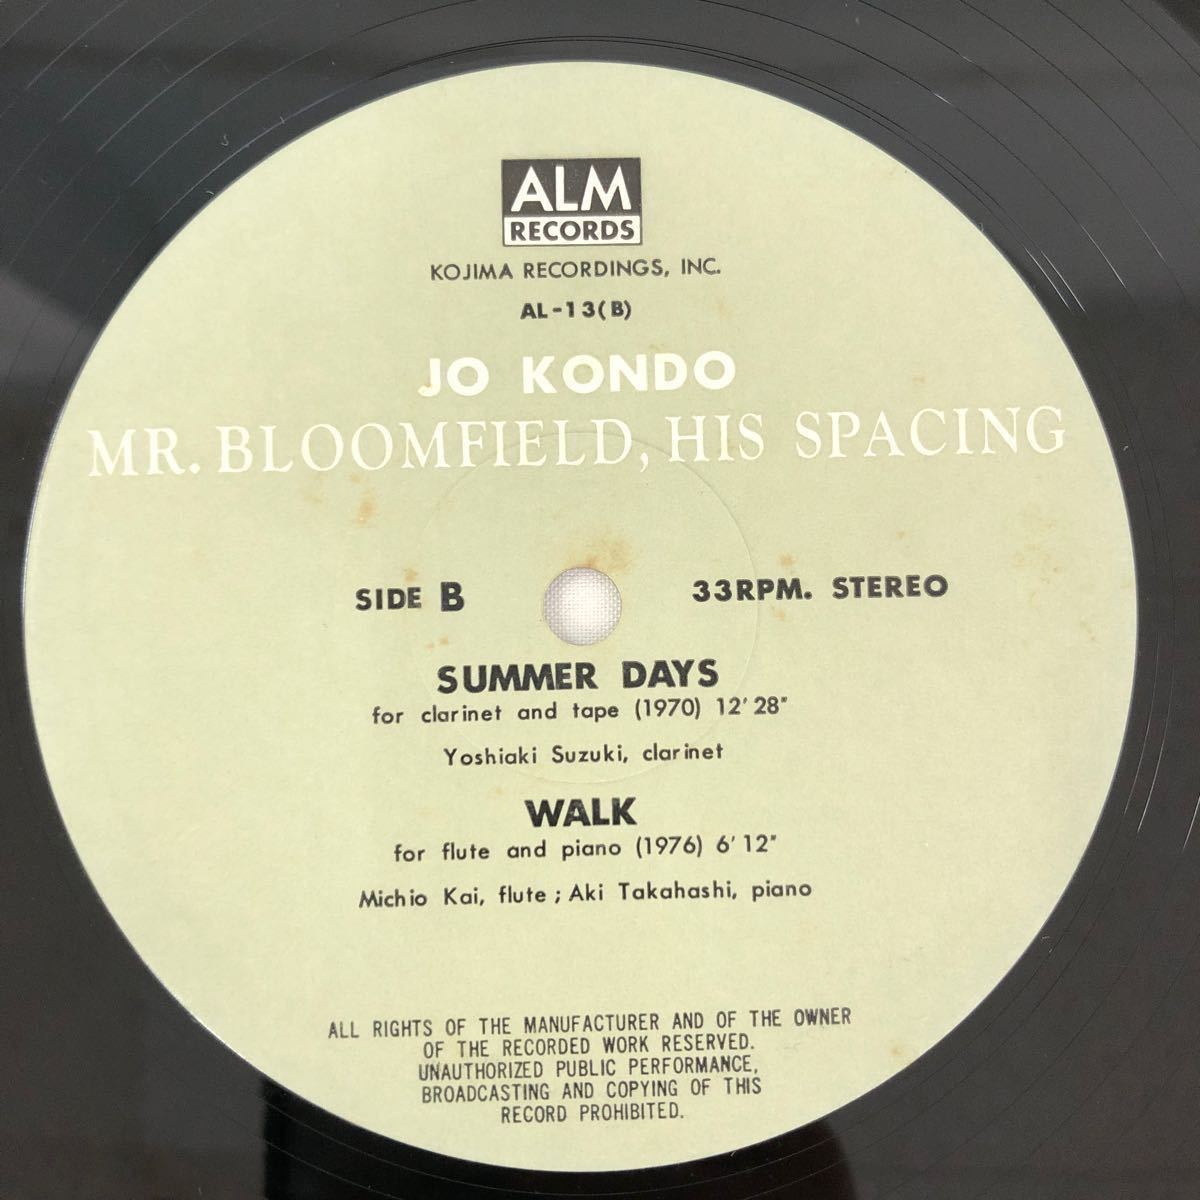 ALM
RECORDS
KOJIMA RECORDINGS, INC.
AL-13(B)
JO KONDO
MR. BLOOMFIELD, HIS SPACING
SIDE B 33RPM. STEREO
SUMMER DAYS
for clarinet and tape (1970) 12'28"
Yoshiaki Suzuki, clarinet
WALK
for flute and piano (1976) 6'12"
Michio Kai, flute ; Aki Takahashi, piano
ALL RIGHTS OF THE MANUFACTURER AND OF THE OWNER
OF THE RECORDED WORK RESERVED.
UNAUTHORIZED PUBLIC PERFORMANCE,
BROADCASTING AND COPYING OF THIS
RECORD PROHIBITED.